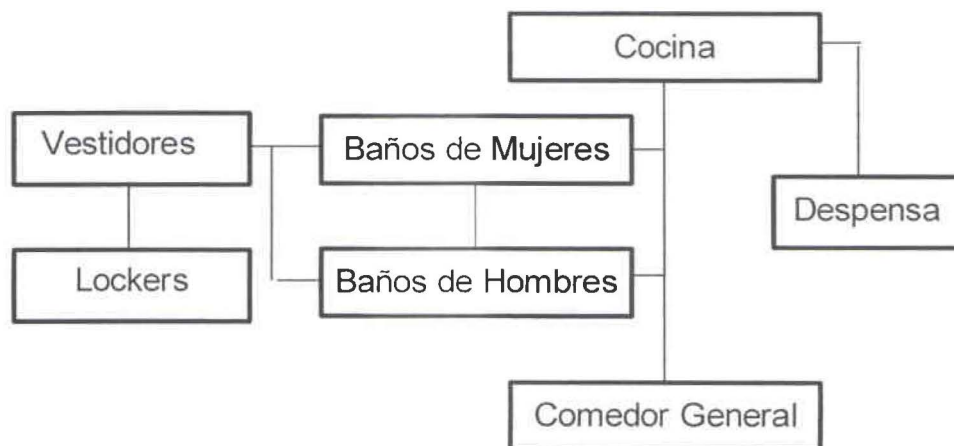 Cocina
Vestidores
Baños de Mujeres
Despensa
Lockers
Baños de Hombres
Comedor General